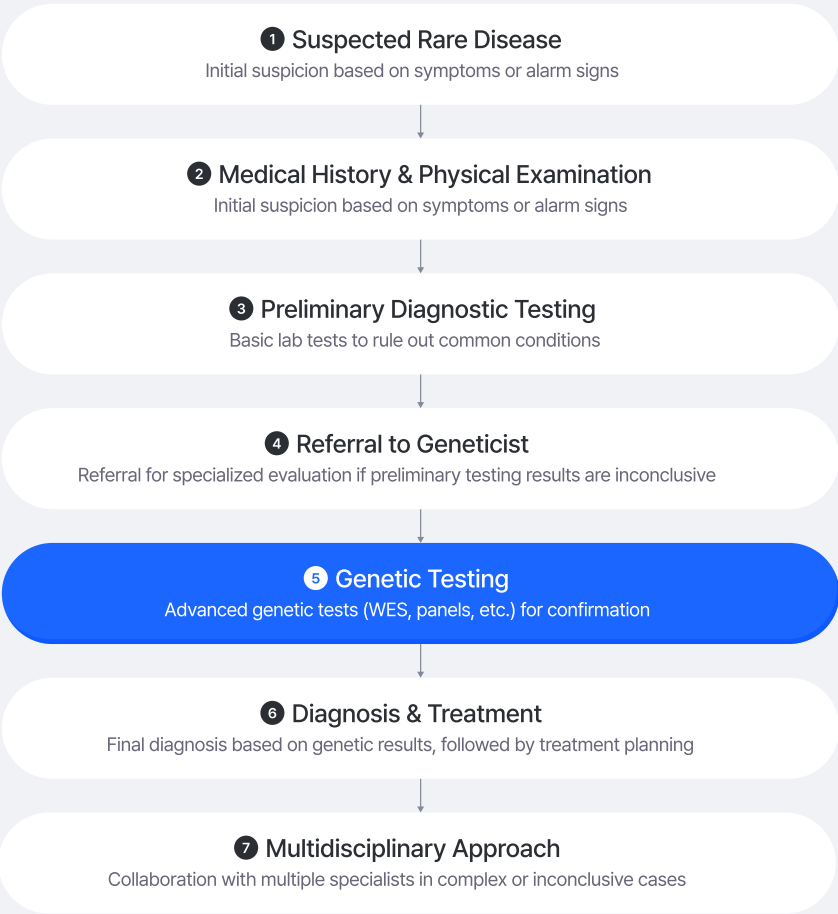 1 Suspected Rare Disease
Initial suspicion based on symptoms or alarm signs
2 Medical History & Physical Examination
Initial suspicion based on symptoms or alarm signs
3 Preliminary Diagnostic Testing
Basic lab tests to rule out common conditions
4 Referral to Geneticist
Referral for specialized evaluation if preliminary testing results are inconclusive
5 Genetic Testing
Advanced genetic tests (WES, panels, etc.) for confirmation
6 Diagnosis & Treatment
Final diagnosis based on genetic results, followed by treatment planning
7 Multidisciplinary Approach
Collaboration with multiple specialists in complex or inconclusive cases